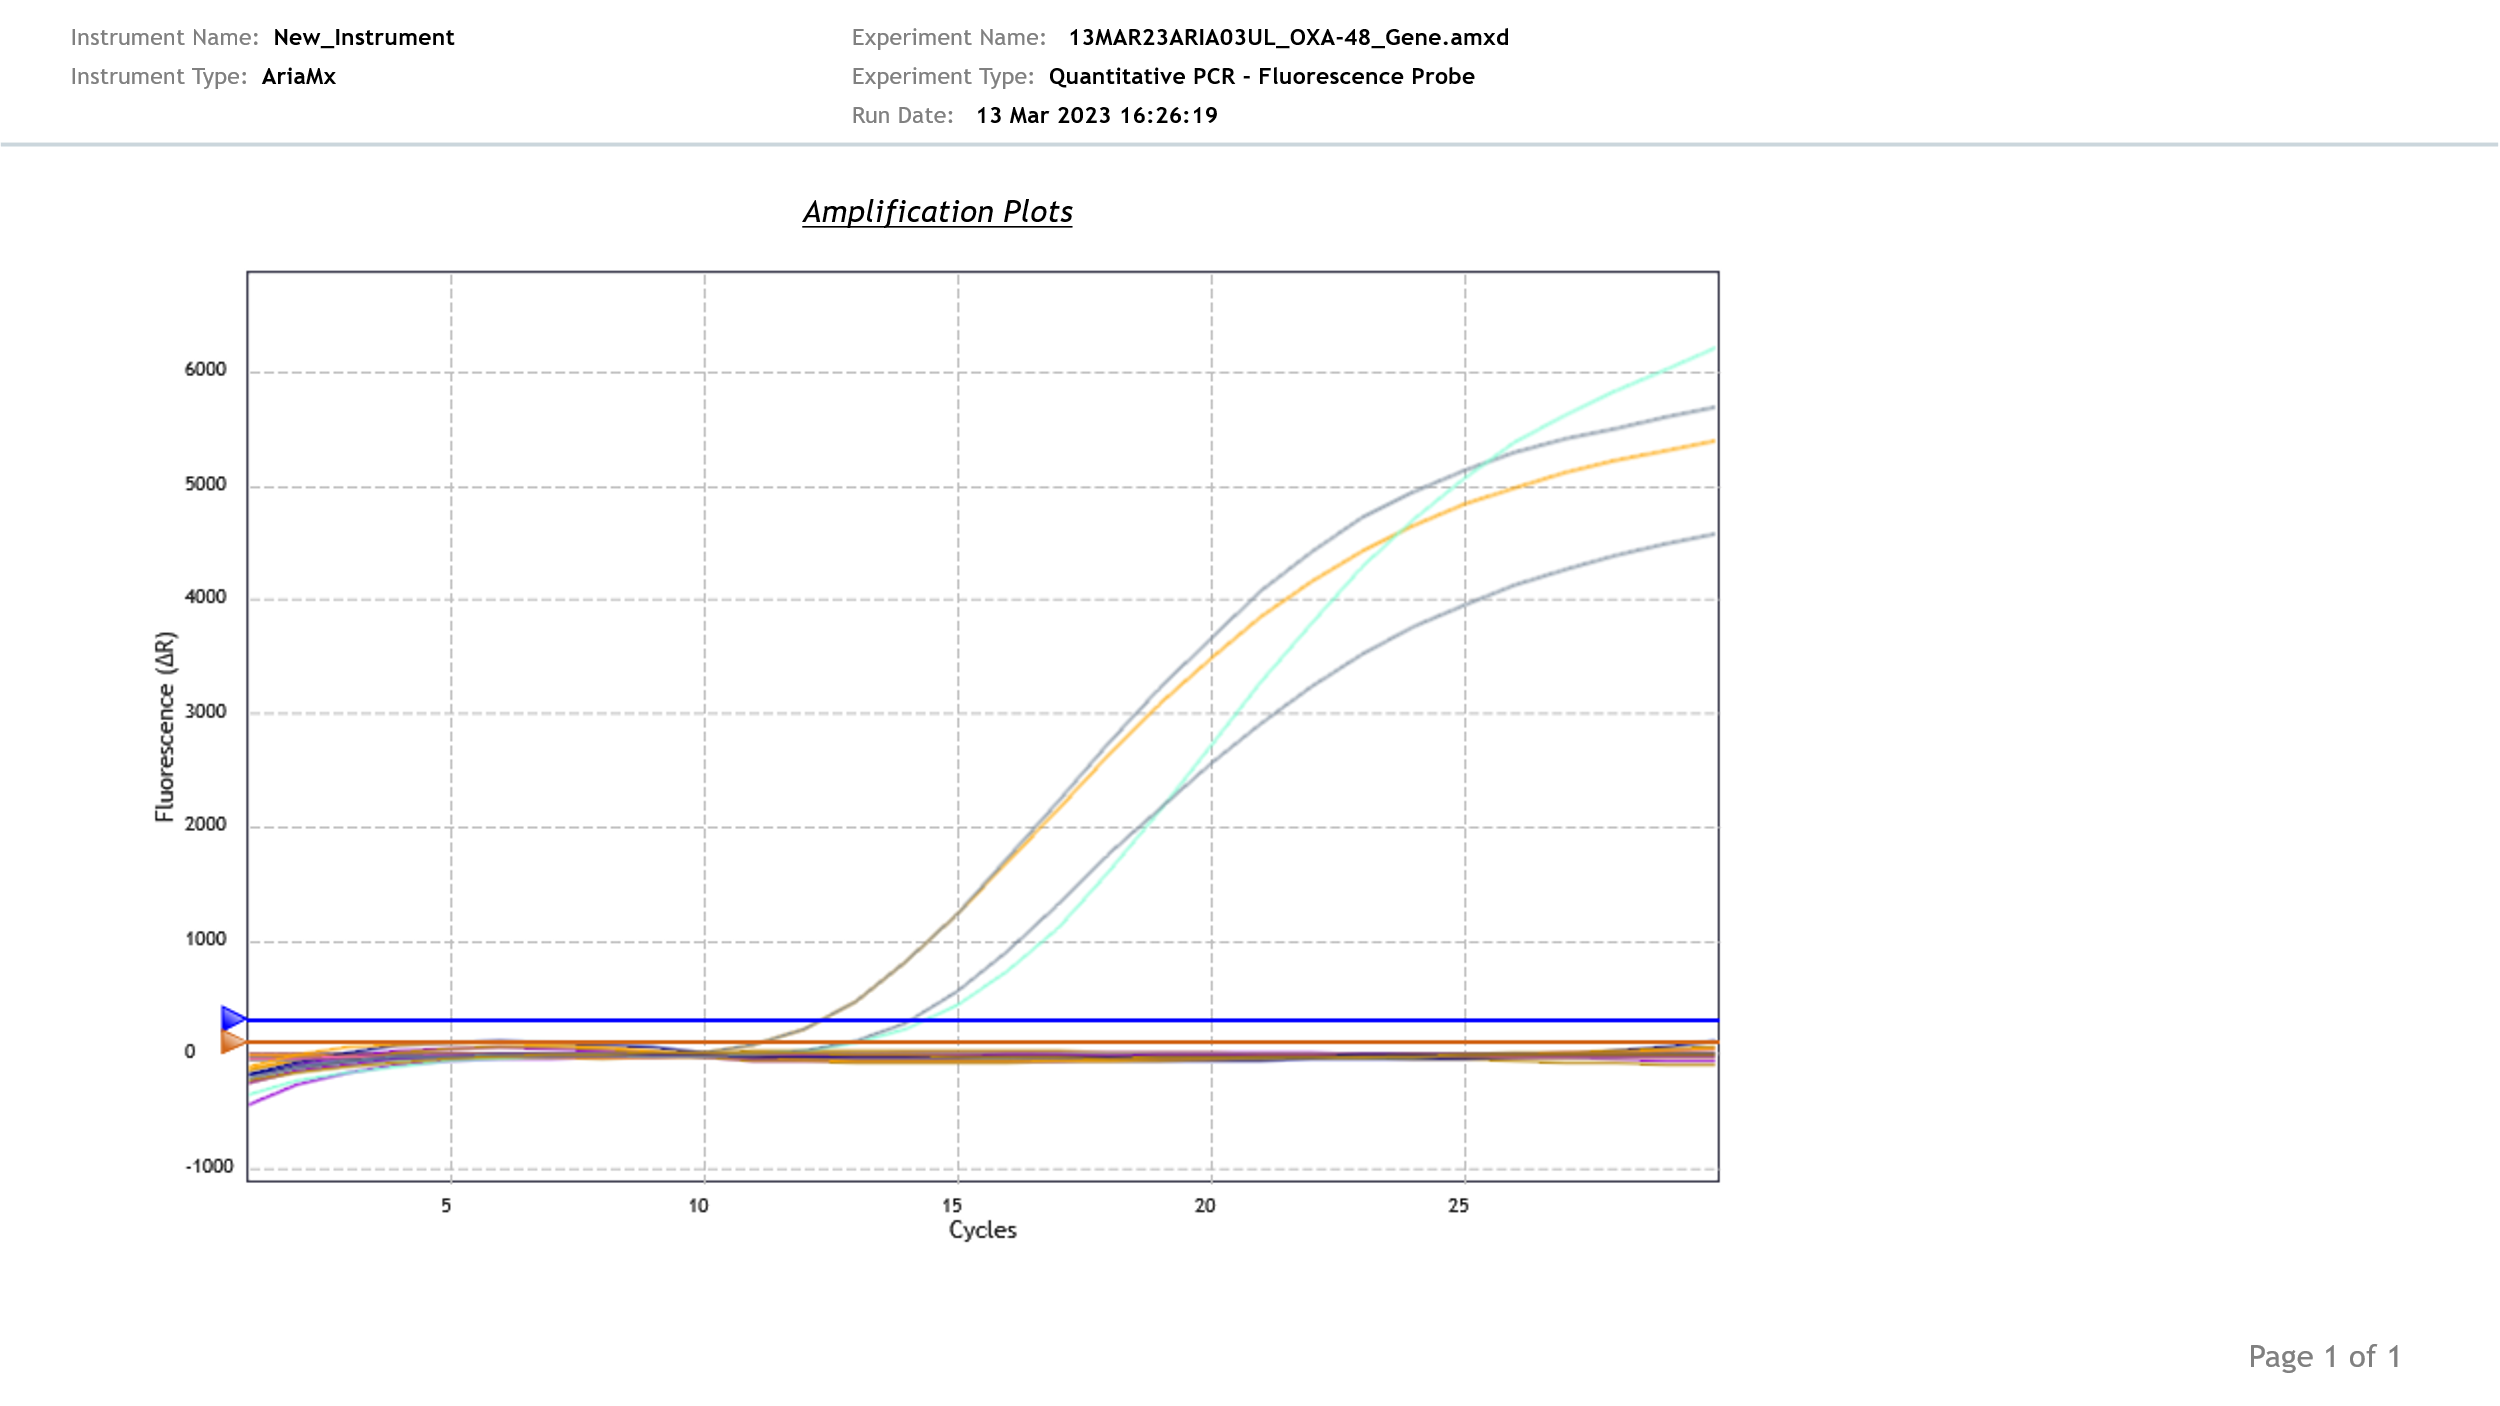 Instrument Name: New_Instrument
Instrument Type: AriaMx
Experiment Name: 13MAR23ARIA03UL_OXA-48_Gene.amxd
Experiment Type: Quantitative PCR - Fluorescence Probe
Run Date: 13 Mar 2023 16:26:19
Amplification Plots
Fluorescence (ΔR)
6000
5000
4000
3000
2000
1000
0
-1000
5 10 15 20 25
Cycles
Page 1 of 1